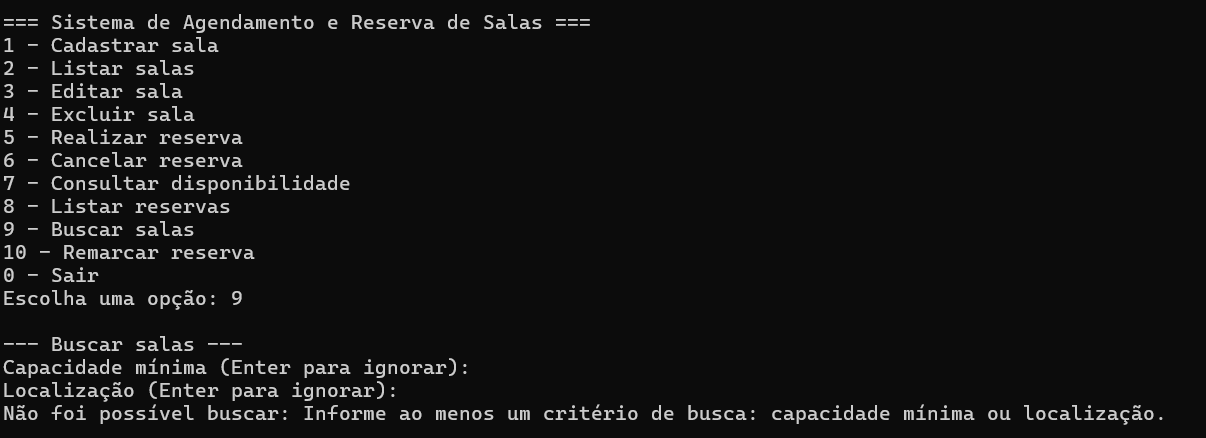 === Sistema de Agendamento e Reserva de Salas ===
1 - Cadastrar sala
2 - Listar salas
3 - Editar sala
4 - Excluir sala
5 - Realizar reserva
6 - Cancelar reserva
7 - Consultar disponibilidade
8 - Listar reservas
9 - Buscar salas
10 - Remarcar reserva
0 - Sair
Escolha uma opção: 9

--- Buscar salas ---
Capacidade mínima (Enter para ignorar):
Localização (Enter para ignorar):
Não foi possível buscar: Informe ao menos um critério de busca: capacidade mínima ou localização.